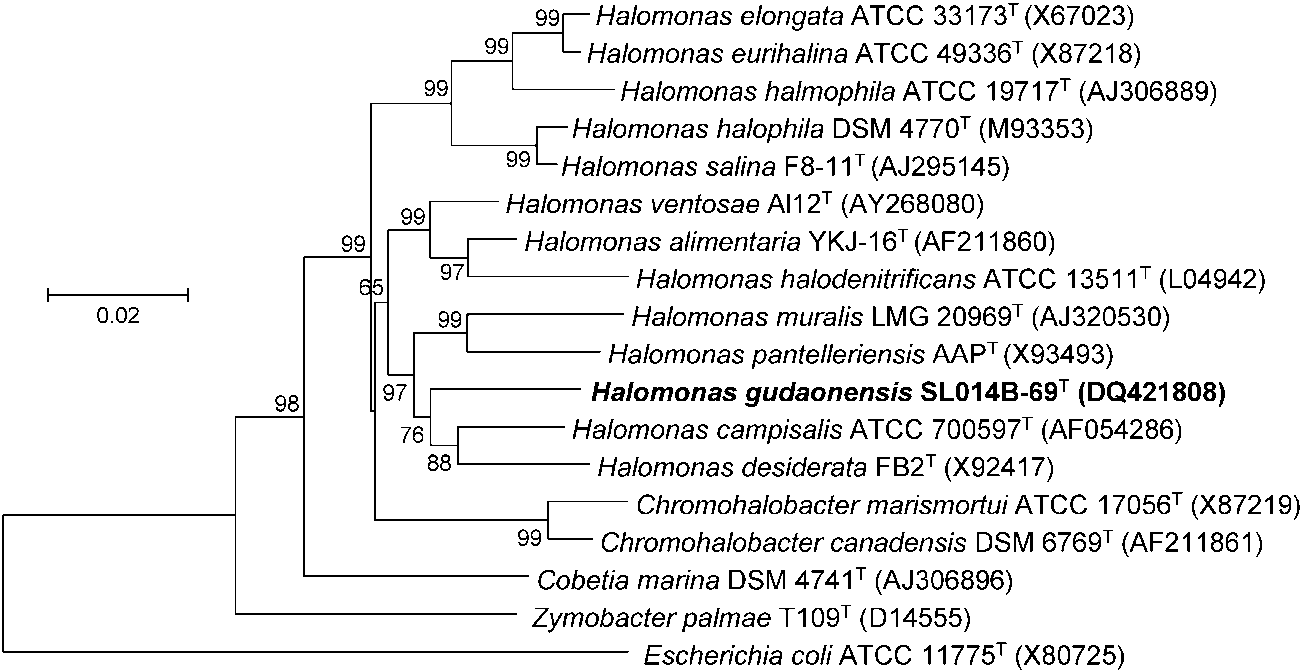 99
Halomonas elongata ATCC 33173T (X67023)
99
Halomonas eurihalina ATCC 49336T (X87218)
99
Halomonas halmophila ATCC 19717T (AJ306889)
Halomonas halophila DSM 4770T (M93353)
99
Halomonas salina F8-11T (AJ295145)
99
Halomonas ventosae Al12T (AY268080)
99
Halomonas alimentaria YKJ-16T (AF211860)
97
Halomonas halodenitrificans ATCC 13511T (L04942)
65
0.02
99
Halomonas muralis LMG 20969T (AJ320530)
Halomonas pantelleriensis AAPT (X93493)
97
Halomonas gudaonensis SL014B-69T (DQ421808)
98
76
Halomonas campisalis ATCC 700597T (AF054286)
88
Halomonas desiderata FB2T (X92417)
Chromohalobacter marismortui ATCC 17056T (X87219)
99
Chromohalobacter canadensis DSM 6769T (AF211861)
Cobetia marina DSM 4741T (AJ306896)
Zymobacter palmae T109T (D14555)
Escherichia coli ATCC 11775T (X80725)